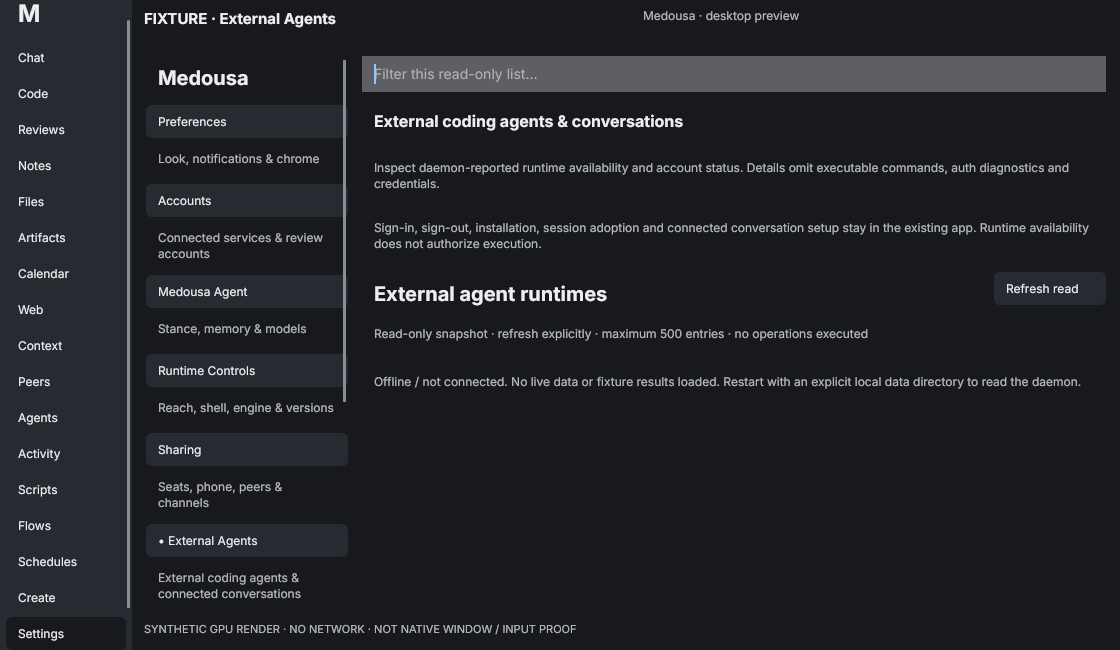 M
Chat
Code
Reviews
Notes
Files
Artifacts
Calendar
Web
Context
Peers
Agents
Activity
Scripts
Flows
Schedules
Create
Settings
FIXTURE · External Agents
Medousa · desktop preview
Medousa
Preferences
Look, notifications & chrome
Accounts
Connected services & review
accounts
Medousa Agent
Stance, memory & models
Runtime Controls
Reach, shell, engine & versions
Sharing
Seats, phone, peers &
channels
• External Agents
External coding agents &
connected conversations
Filter this read-only list...
External coding agents & conversations
Inspect daemon-reported runtime availability and account status. Details omit executable commands, auth diagnostics and
credentials.
Sign-in, sign-out, installation, session adoption and connected conversation setup stay in the existing app. Runtime availability
does not authorize execution.
External agent runtimes
Refresh read
Read-only snapshot · refresh explicitly · maximum 500 entries · no operations executed
Offline / not connected. No live data or fixture results loaded. Restart with an explicit local data directory to read the daemon.
SYNTHETIC GPU RENDER · NO NETWORK · NOT NATIVE WINDOW / INPUT PROOF